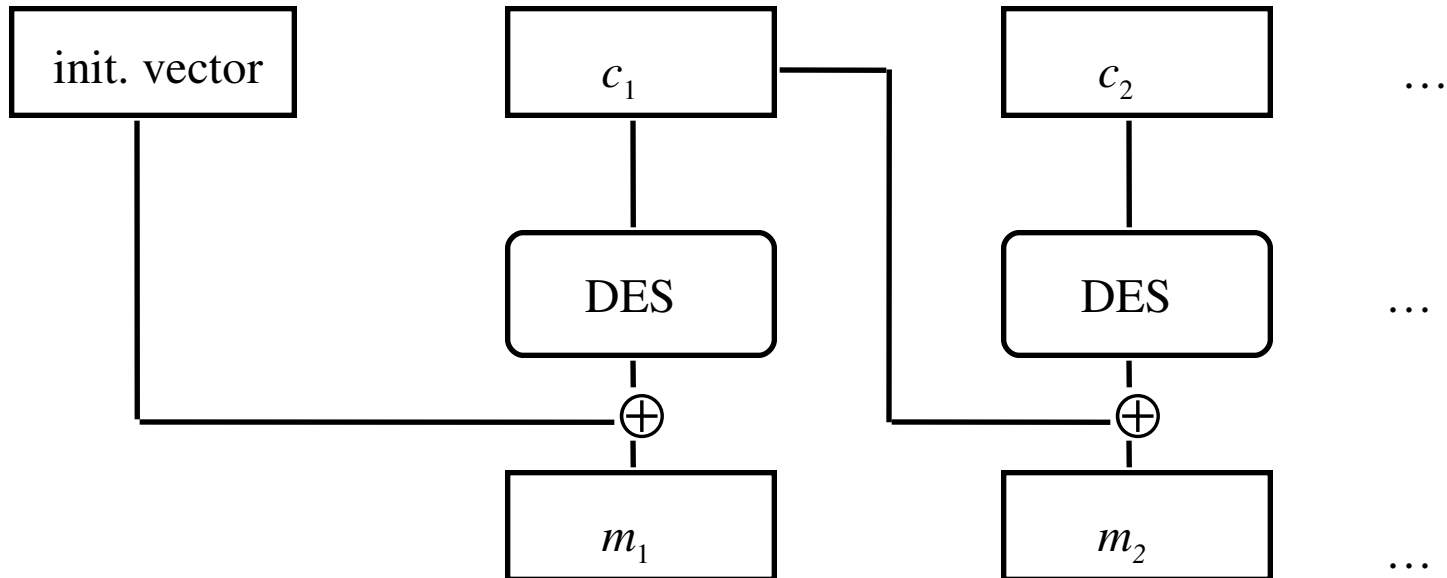 init. vector c₁ c₂ …
DES DES …
⊕ ⊕
m₁ m₂ …